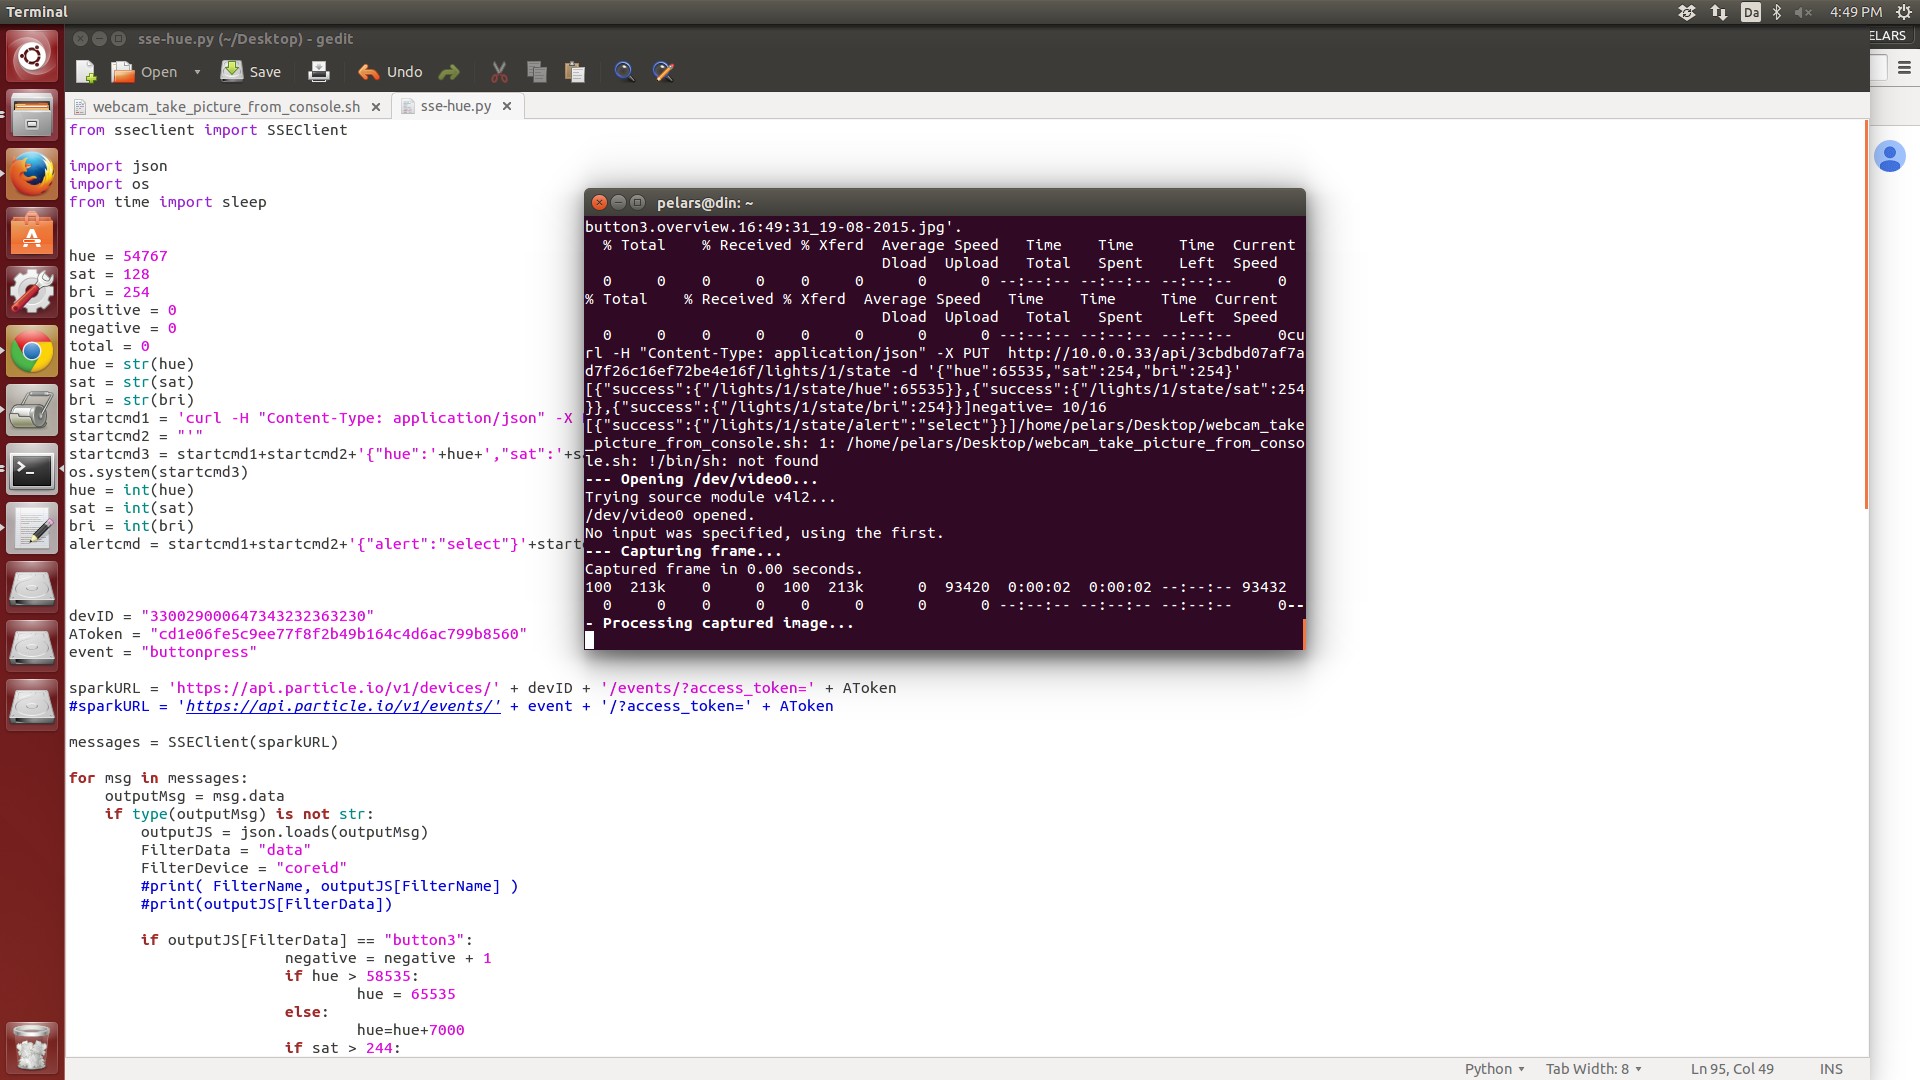 Terminal
Da
4:49 PM
sse-hue.py (~/Desktop) - gedit
ELARS
Open
Save
Undo
webcam_take_picture_from_console.sh
sse-hue.py
from sseclient import SSEClient
import json
import os
from time import sleep
hue = 54767
sat = 128
bri = 254
positive = 0
negative = 0
total = 0
hue = str(hue)
sat = str(sat)
bri = str(bri)
startcmd1 = 'curl -H "Content-Type: application/json" -X
startcmd2 = "'"
startcmd3 = startcmd1+startcmd2+'{"hue":'+hue+',"sat":'+s
os.system(startcmd3)
hue = int(hue)
sat = int(sat)
bri = int(bri)
alertcmd = startcmd1+startcmd2+'{"alert":"select"}'+start
devID = "330029000647343232363230"
AToken = "cd1e06fe5c9ee77f8f2b49b164c4d6ac799b8560"
event = "buttonpress"
sparkURL = 'https://api.particle.io/v1/devices/' + devID + '/events/?access_token=' + AToken
#sparkURL = 'https://api.particle.io/v1/events/' + event + '/?access_token=' + AToken
messages = SSEClient(sparkURL)
for msg in messages:
    outputMsg = msg.data
    if type(outputMsg) is not str:
        outputJS = json.loads(outputMsg)
        FilterData = "data"
        FilterDevice = "coreid"
        #print( FilterName, outputJS[FilterName] )
        #print(outputJS[FilterData])
        if outputJS[FilterData] == "button3":
                negative = negative + 1
                if hue > 58535:
                        hue = 65535
                else:
                        hue=hue+7000
                if sat > 244:
pelars@din: ~
button3.overview.16:49:31_19-08-2015.jpg'.
  % Total    % Received % Xferd  Average Speed   Time    Time     Time  Current
                                 Dload  Upload   Total   Spent    Left  Speed
  0     0    0     0    0     0      0      0 --:--:-- --:--:-- --:--:--     0
% Total    % Received % Xferd  Average Speed   Time    Time     Time  Current
                                 Dload  Upload   Total   Spent    Left  Speed
  0     0    0     0    0     0      0      0 --:--:-- --:--:-- --:--:--     0cu
rl -H "Content-Type: application/json" -X PUT  http://10.0.0.33/api/3cbdbd07af7a
d7f26c16ef72be4e16f/lights/1/state -d '{"hue":65535,"sat":254,"bri":254}'
[{"success":{"/lights/1/state/hue":65535}},{"success":{"/lights/1/state/sat":254
}},{"success":{"/lights/1/state/bri":254}}]negative= 10/16
[{"success":{"/lights/1/state/alert":"select"}}]/home/pelars/Desktop/webcam_take
_picture_from_console.sh: 1: /home/pelars/Desktop/webcam_take_picture_from_conso
le.sh: !/bin/sh: not found
--- Opening /dev/video0...
Trying source module v4l2...
/dev/video0 opened.
No input was specified, using the first.
--- Capturing frame...
Captured frame in 0.00 seconds.
100  213k    0     0  100  213k      0  93420  0:00:02  0:00:02 --:--:-- 93432
  0     0    0     0    0     0      0      0 --:--:-- --:--:-- --:--:--     0--
- Processing captured image...
Python
Tab Width: 8
Ln 95, Col 49
INS